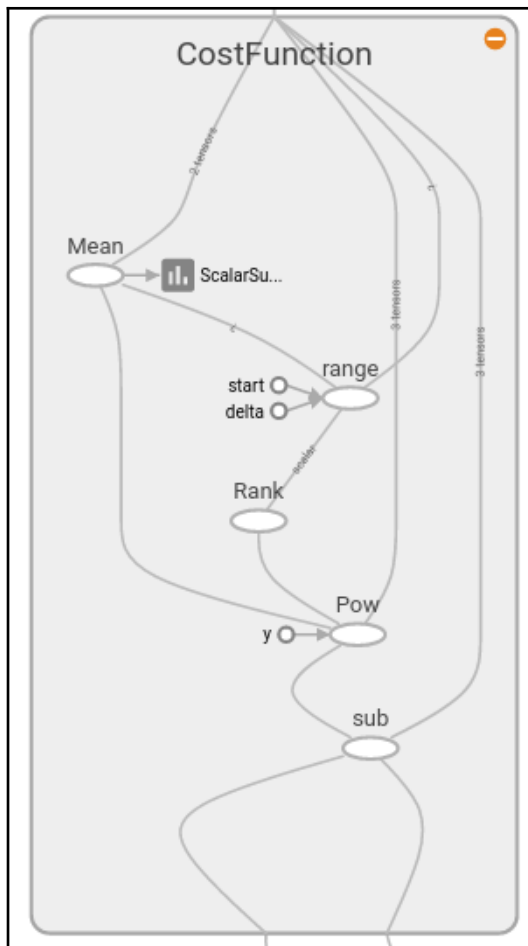 CostFunction
2 tensors
Mean
ScalarSu...
3 tensors
3 tensors
range
start
delta
scalar
Rank
Pow
y
sub